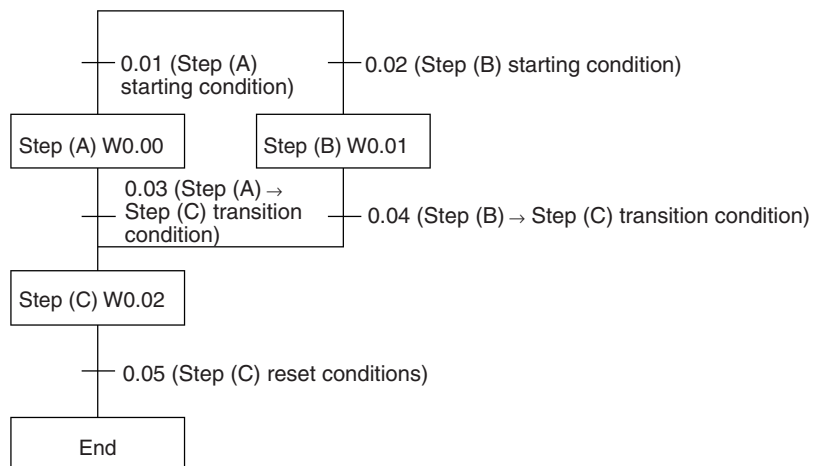 0.01 (Step (A)
starting condition)
0.02 (Step (B) starting condition)
Step (A) W0.00
Step (B) W0.01
0.03 (Step (A) →
Step (C) transition
condition)
0.04 (Step (B) → Step (C) transition condition)
Step (C) W0.02
0.05 (Step (C) reset conditions)
End